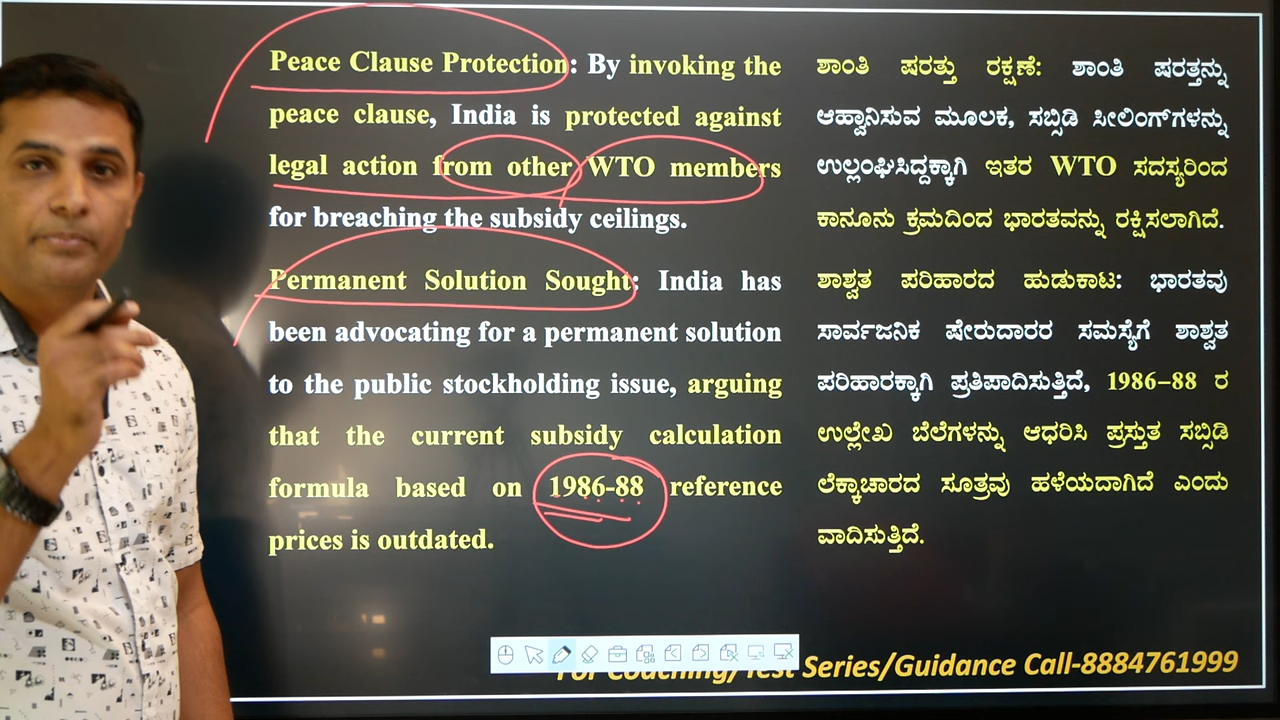 Peace Clause Protection: By invoking the
peace clause, India is protected against
legal action from other WTO members
for breaching the subsidy ceilings.
Permanent Solution Sought: India has
been advocating for a permanent solution
to the public stockholding issue, arguing
that the current subsidy calculation
formula based on 1986-88 reference
prices is outdated.
ಶಾಂತಿ ಷರತ್ತು ರಕ್ಷಣೆ: ಶಾಂತಿ ಷರತ್ತನ್ನು
ಆಹ್ವಾನಿಸುವ ಮೂಲಕ, ಸಬ್ಸಿಡಿ ಸೀಲಿಂಗ್‌ಗಳನ್ನು
ಉಲ್ಲಂಘಿಸಿದ್ದಕ್ಕಾಗಿ ಇತರ WTO ಸದಸ್ಯರಿಂದ
ಕಾನೂನು ಕ್ರಮದಿಂದ ಭಾರತವನ್ನು ರಕ್ಷಿಸಲಾಗಿದೆ.
ಶಾಶ್ವತ ಪರಿಹಾರದ ಹುಡುಕಾಟ: ಭಾರತವು
ಸಾರ್ವಜನಿಕ ಷೇರುದಾರರ ಸಮಸ್ಯೆಗೆ ಶಾಶ್ವತ
ಪರಿಹಾರಕ್ಕಾಗಿ ಪ್ರತಿಪಾದಿಸುತ್ತಿದೆ, 1986–88 ರ
ಉಲ್ಲೇಖ ಬೆಲೆಗಳನ್ನು ಆಧರಿಸಿ ಪ್ರಸ್ತುತ ಸಬ್ಸಿಡಿ
ಲೆಕ್ಕಾಚಾರದ ಸೂತ್ರವು ಹಳೆಯದಾಗಿದೆ ಎಂದು
ವಾದಿಸುತ್ತಿದೆ.
For Coaching/Test Series/Guidance Call-8884761999